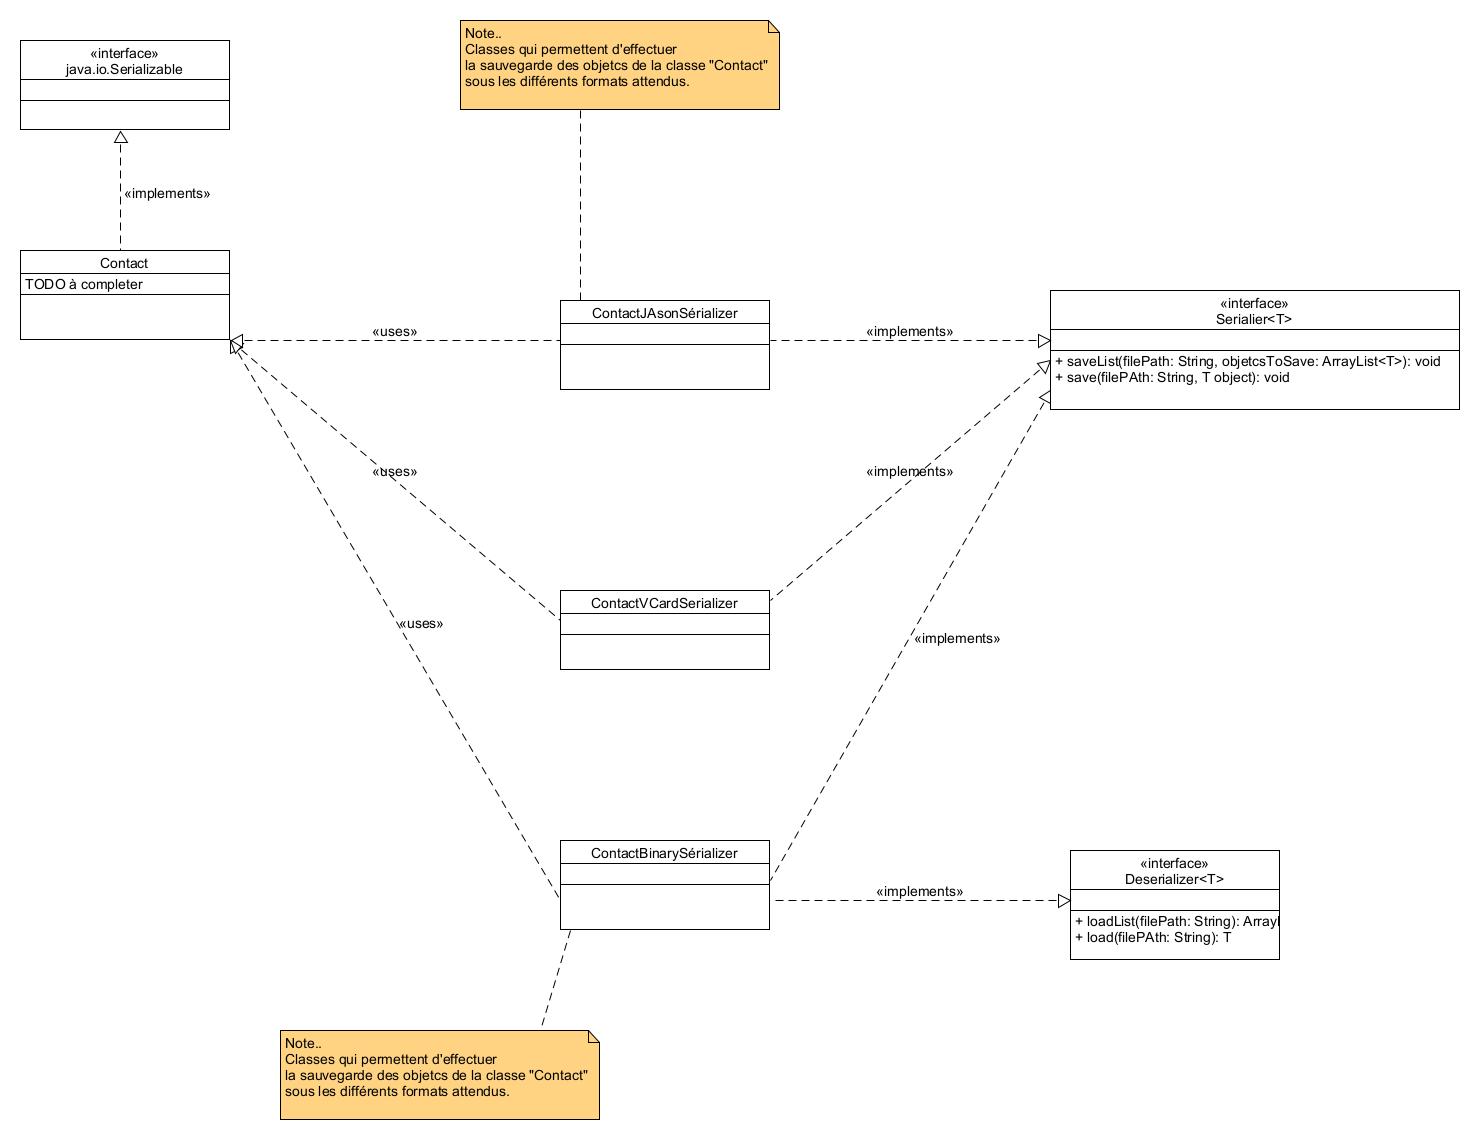 «interface»
java.io.Serializable
Note..
Classes qui permettent d'effectuer
la sauvegarde des objetcs de la classe "Contact"
sous les différents formats attendus.
«implements»
Contact
TODO à completer
«uses»
ContactJAsonSérializer
«implements»
«interface»
Serialier<T>
+ saveList(filePath: String, objetcsToSave: ArrayList<T>): void
+ save(filePAth: String, T object): void
«uses»
«implements»
ContactVCardSerializer
«uses»
«implements»
ContactBinarySérializer
«implements»
«interface»
Deserializer<T>
+ loadList(filePath: String): Arrayl
+ load(filePAth: String): T
Note..
Classes qui permettent d'effectuer
la sauvegarde des objetcs de la classe "Contact"
sous les différents formats attendus.